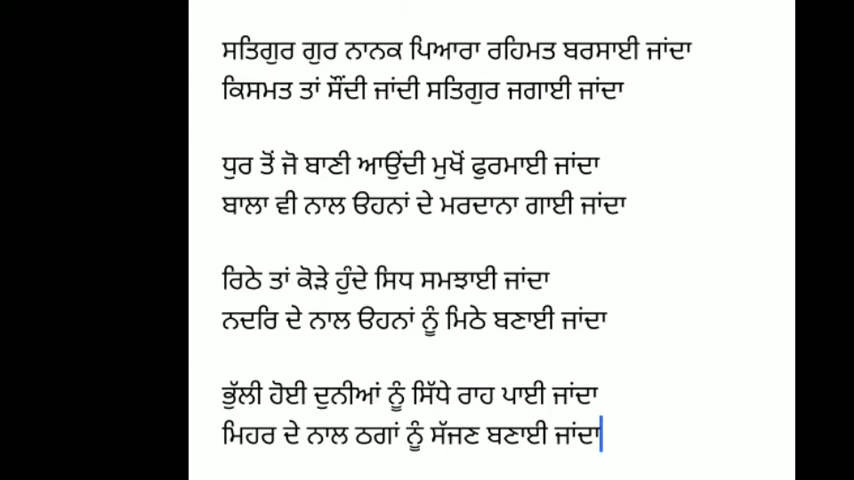 ਸਤਿਗੁਰ ਗੁਰ ਨਾਨਕ ਪਿਆਰਾ ਰਹਿਮਤ ਬਰਸਾਈ ਜਾਂਦਾ
ਕਿਸਮਤ ਤਾਂ ਸੌਂਦੀ ਜਾਂਦੀ ਸਤਿਗੁਰ ਜਗਾਈ ਜਾਂਦਾ
ਧੁਰ ਤੋਂ ਜੋ ਬਾਣੀ ਆਉਂਦੀ ਮੁਖੋਂ ਫੁਰਮਾਈ ਜਾਂਦਾ
ਬਾਲਾ ਵੀ ਨਾਲ ਓਹਨਾਂ ਦੇ ਮਰਦਾਨਾ ਗਾਈ ਜਾਂਦਾ
ਰਿਠੇ ਤਾਂ ਕੋੜੇ ਹੁੰਦੇ ਸਿਧ ਸਮਝਾਈ ਜਾਂਦਾ
ਨਦਰਿ ਦੇ ਨਾਲ ਓਹਨਾਂ ਨੂੰ ਮਿਠੇ ਬਣਾਈ ਜਾਂਦਾ
ਭੁੱਲੀ ਹੋਈ ਦੁਨੀਆਂ ਨੂੰ ਸਿੱਧੇ ਰਾਹ ਪਾਈ ਜਾਂਦਾ
ਮਿਹਰ ਦੇ ਨਾਲ ਠਗਾਂ ਨੂੰ ਸੱਜਣ ਬਣਾਈ ਜਾਂਦਾ